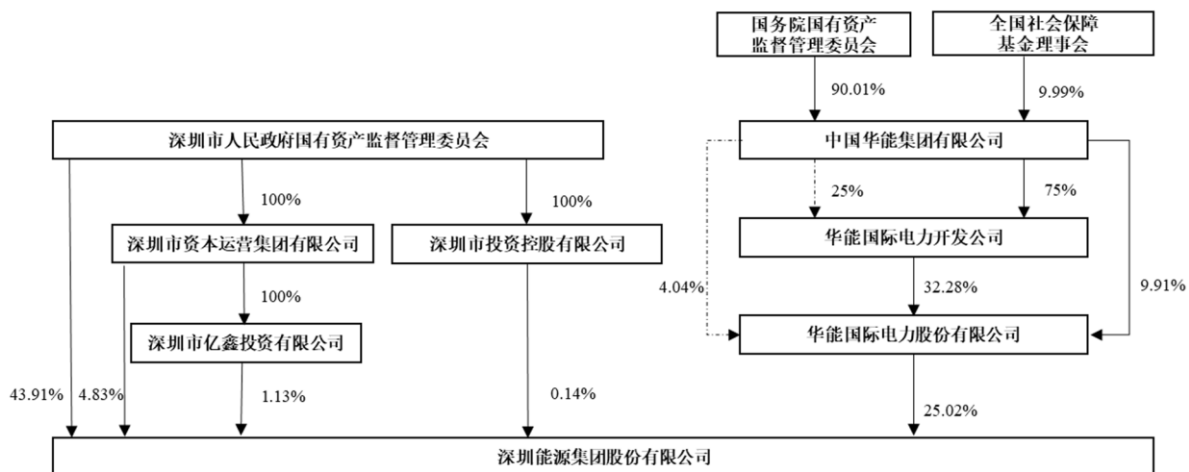 国务院国有资产
监督管理委员会
全国社会保障
基金理事会
90.01%
9.99%
深圳市人民政府国有资产监督管理委员会
中国华能集团有限公司
100%
100%
25%
75%
深圳市资本运营集团有限公司
深圳市投资控股有限公司
华能国际电力开发公司
100%
4.04%
32.28%
9.91%
深圳市亿鑫投资有限公司
华能国际电力股份有限公司
43.91%
4.83%
1.13%
0.14%
25.02%
深圳能源集团股份有限公司